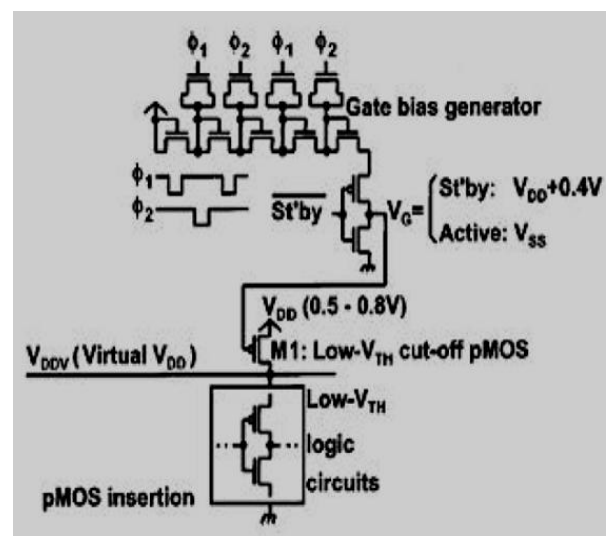 ϕ1 ϕ2 ϕ1 ϕ2
Gate bias generator
ϕ1
ϕ2
St'by
VG= St'by: VDD+0.4V
Active: VSS
VDD (0.5 - 0.8V)
VDDV (Virtual VDD)
M1: Low-VTH cut-off pMOS
Low-VTH
logic
circuits
pMOS insertion